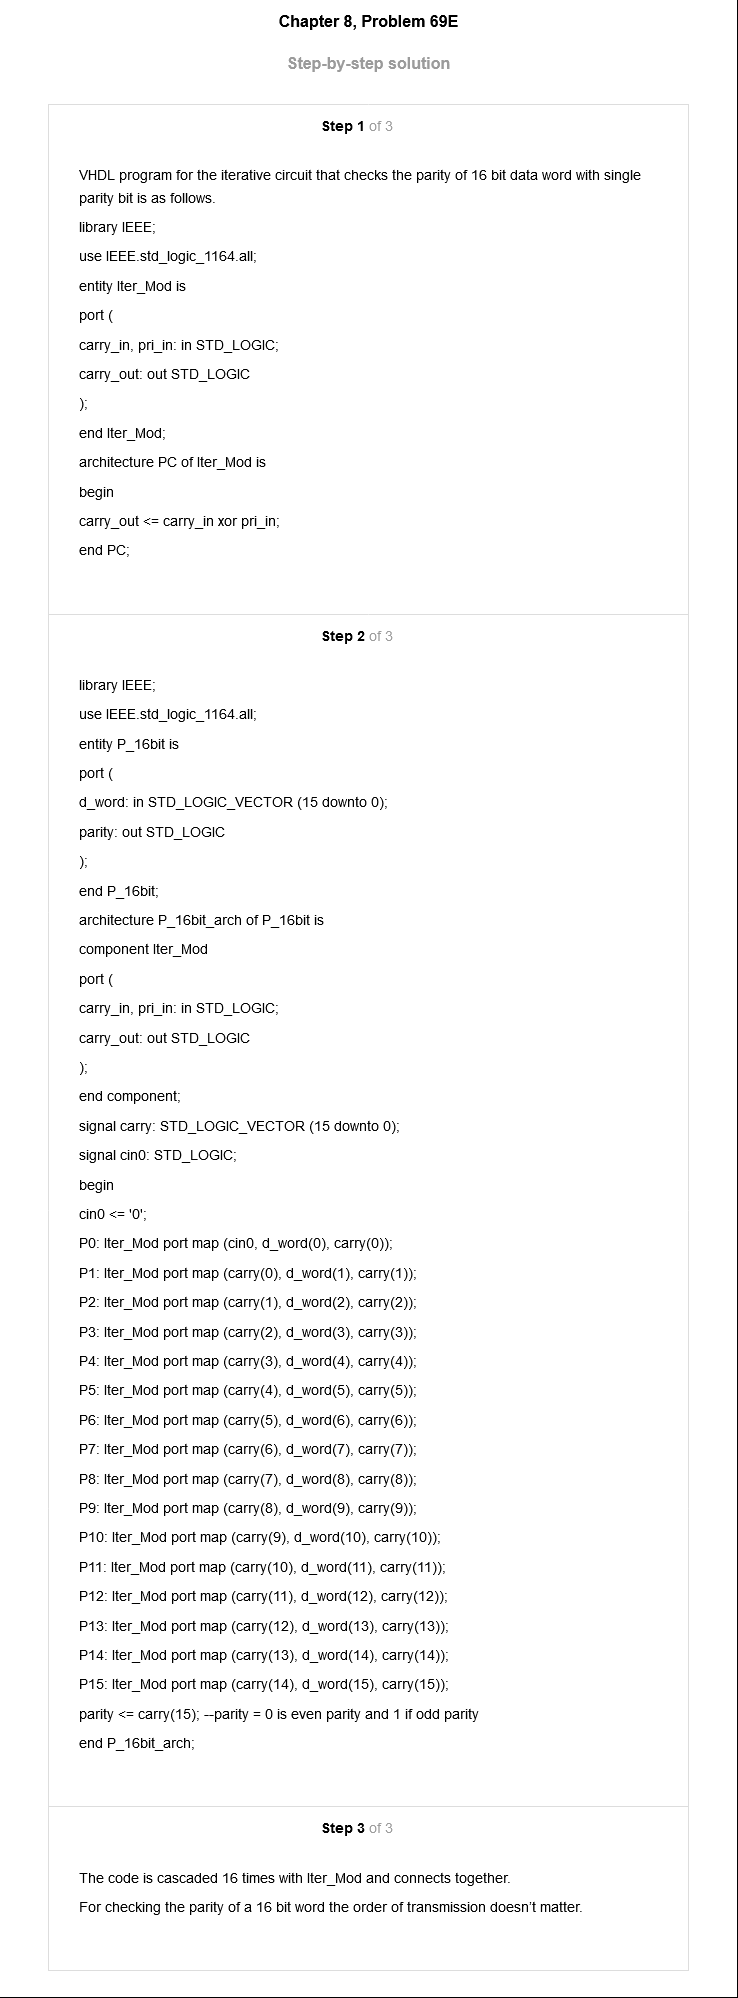 Chapter 8, Problem 69E
Step-by-step solution
Step 1 of 3
VHDL program for the iterative circuit that checks the parity of 16 bit data word with single
parity bit is as follows.
library IEEE;
use IEEE.std_logic_1164.all;
entity Iter_Mod is
port (
carry_in, pri_in: in STD_LOGIC;
carry_out: out STD_LOGIC
);
end Iter_Mod;
architecture PC of Iter_Mod is
begin
carry_out <= carry_in xor pri_in;
end PC;
Step 2 of 3
library IEEE;
use IEEE.std_logic_1164.all;
entity P_16bit is
port (
d_word: in STD_LOGIC_VECTOR (15 downto 0);
parity: out STD_LOGIC
);
end P_16bit;
architecture P_16bit_arch of P_16bit is
component Iter_Mod
port (
carry_in, pri_in: in STD_LOGIC;
carry_out: out STD_LOGIC
);
end component;
signal carry: STD_LOGIC_VECTOR (15 downto 0);
signal cin0: STD_LOGIC;
begin
cin0 <= '0';
P0: Iter_Mod port map (cin0, d_word(0), carry(0));
P1: Iter_Mod port map (carry(0), d_word(1), carry(1));
P2: Iter_Mod port map (carry(1), d_word(2), carry(2));
P3: Iter_Mod port map (carry(2), d_word(3), carry(3));
P4: Iter_Mod port map (carry(3), d_word(4), carry(4));
P5: Iter_Mod port map (carry(4), d_word(5), carry(5));
P6: Iter_Mod port map (carry(5), d_word(6), carry(6));
P7: Iter_Mod port map (carry(6), d_word(7), carry(7));
P8: Iter_Mod port map (carry(7), d_word(8), carry(8));
P9: Iter_Mod port map (carry(8), d_word(9), carry(9));
P10: Iter_Mod port map (carry(9), d_word(10), carry(10));
P11: Iter_Mod port map (carry(10), d_word(11), carry(11));
P12: Iter_Mod port map (carry(11), d_word(12), carry(12));
P13: Iter_Mod port map (carry(12), d_word(13), carry(13));
P14: Iter_Mod port map (carry(13), d_word(14), carry(14));
P15: Iter_Mod port map (carry(14), d_word(15), carry(15));
parity <= carry(15); --parity = 0 is even parity and 1 if odd parity
end P_16bit_arch;
Step 3 of 3
The code is cascaded 16 times with Iter_Mod and connects together.
For checking the parity of a 16 bit word the order of transmission doesn't matter.